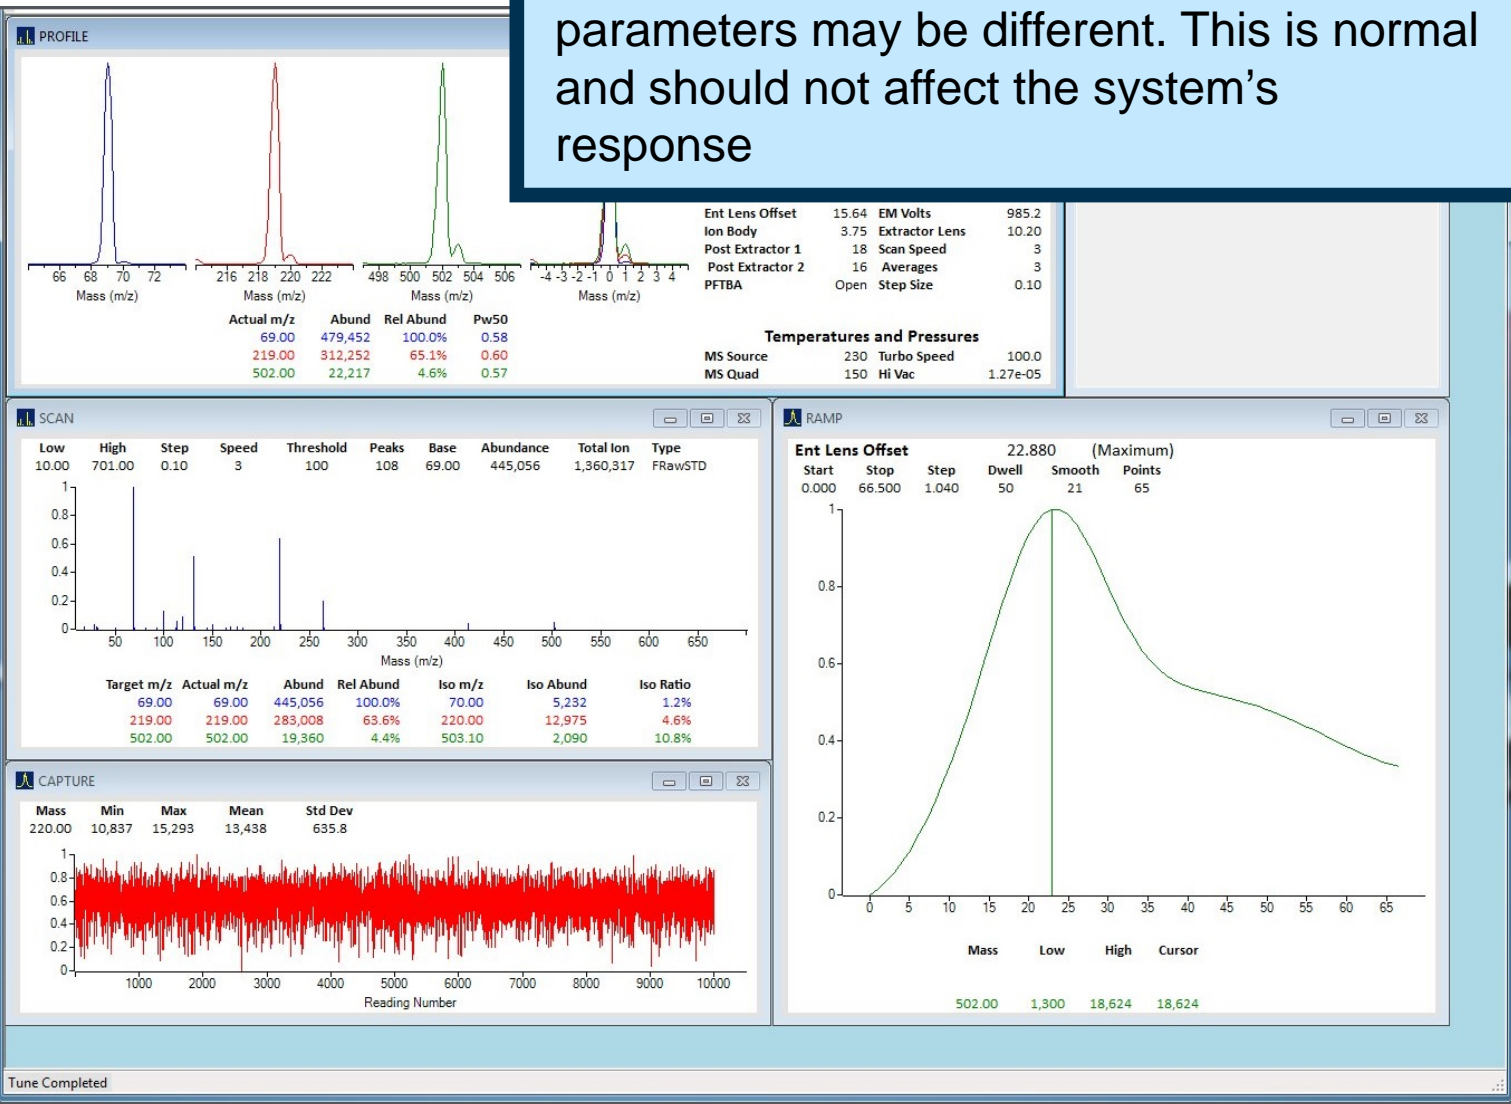 parameters may be different. This is normal
and should not affect the system's
response
PROFILE
66 68 70 72
Mass (m/z)
216 218 220 222
Mass (m/z)
498 500 502 504 506
Mass (m/z)
-4 -3 -2 -1 0 1 2 3 4
Mass (m/z)
Actual m/z Abund Rel Abund Pw50
69.00 479,452 100.0% 0.58
219.00 312,252 65.1% 0.60
502.00 22,217 4.6% 0.57
Ent Lens Offset 15.64 EM Volts 985.2
Ion Body 3.75 Extractor Lens 10.20
Post Extractor 1 18 Scan Speed 3
Post Extractor 2 16 Averages 3
PFTBA Open Step Size 0.10
Temperatures and Pressures
MS Source 230 Turbo Speed 100.0
MS Quad 150 Hi Vac 1.27e-05
SCAN
Low High Step Speed Threshold Peaks Base Abundance Total Ion Type
10.00 701.00 0.10 3 100 108 69.00 445,056 1,360,317 FRawSTD
1
0.8
0.6
0.4
0.2
0
50 100 150 200 250 300 350 400 450 500 550 600 650
Mass (m/z)
Target m/z Actual m/z Abund Rel Abund Iso m/z Iso Abund Iso Ratio
69.00 69.00 445,056 100.0% 70.00 5,232 1.2%
219.00 219.00 283,008 63.6% 220.00 12,975 4.6%
502.00 502.00 19,360 4.4% 503.10 2,090 10.8%
RAMP
Ent Lens Offset 22.880 (Maximum)
Start Stop Step Dwell Smooth Points
0.000 66.500 1.040 50 21 65
1
0.8
0.6
0.4
0.2
0
0 5 10 15 20 25 30 35 40 45 50 55 60 65
Mass Low High Cursor
502.00 1,300 18,624 18,624
CAPTURE
Mass Min Max Mean Std Dev
220.00 10,837 15,293 13,438 635.8
1
0.8
0.6
0.4
0.2
0
1000 2000 3000 4000 5000 6000 7000 8000 9000 10000
Reading Number
Tune Completed